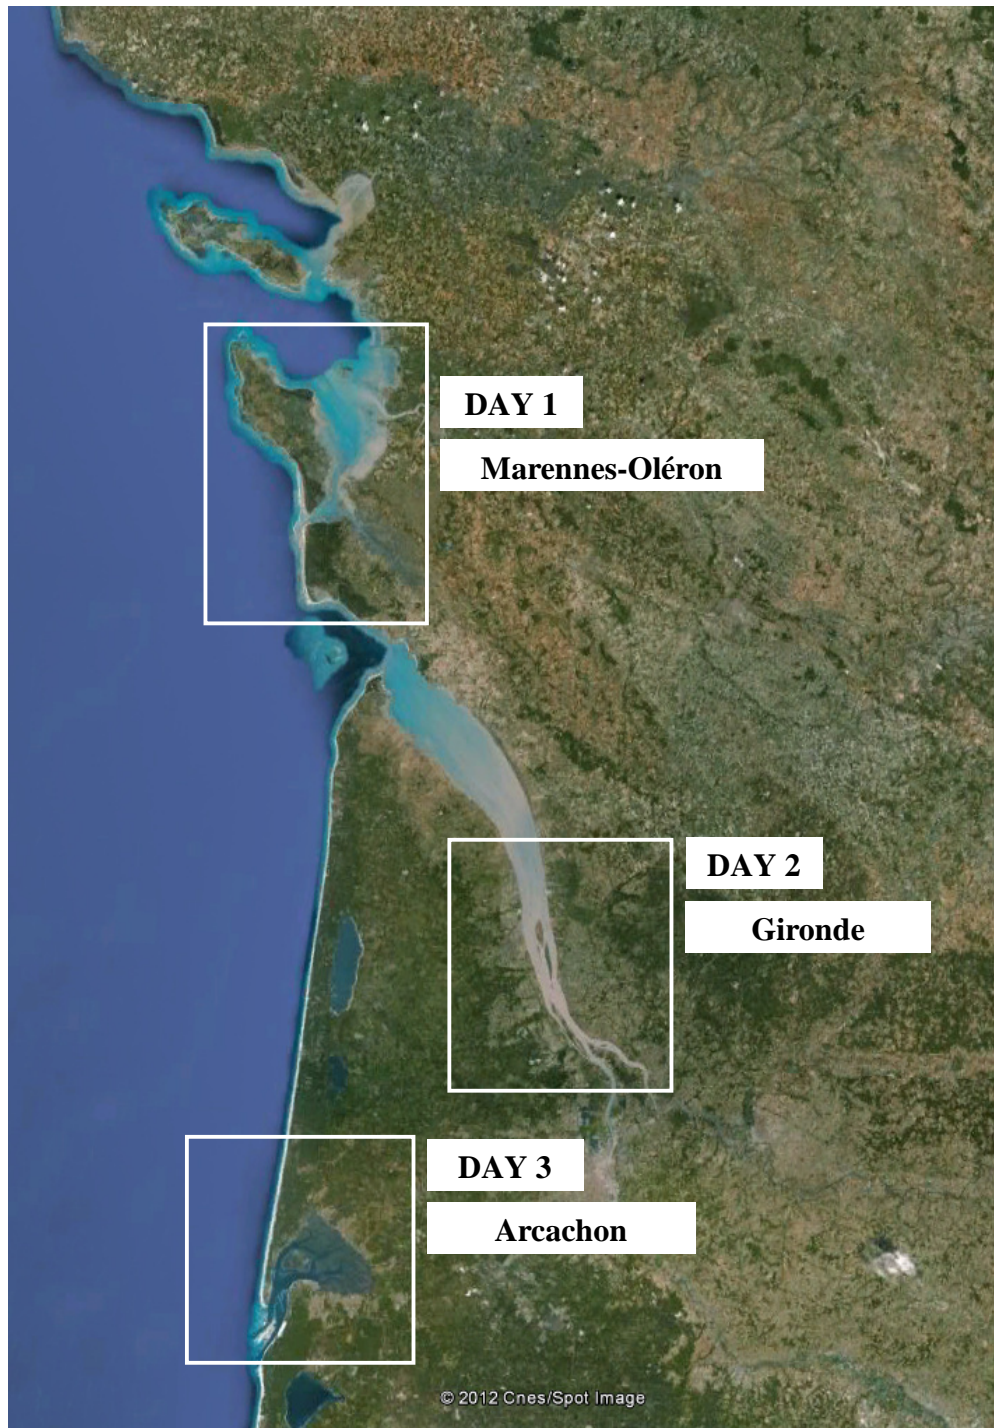 DAY 1
Marennes-Oléron
DAY 2
Gironde
DAY 3
Arcachon
© 2012 Cnes/Spot Image